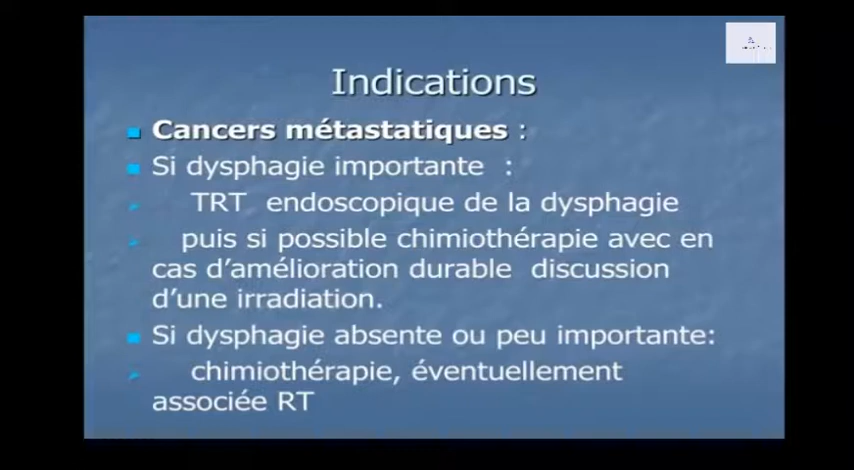 Indications
Cancers métastatiques :
Si dysphagie importante :
TRT endoscopique de la dysphagie
puis si possible chimiothérapie avec en
cas d'amélioration durable discussion
d'une irradiation.
Si dysphagie absente ou peu importante:
chimiothérapie, éventuellement
associée RT